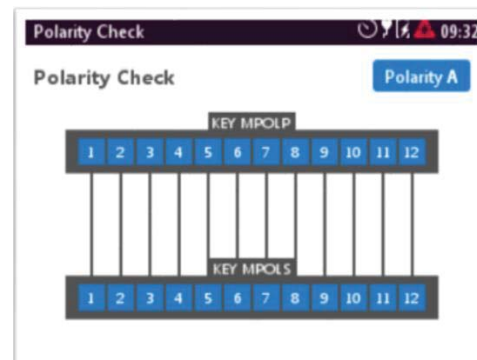 Polarity Check 09:32
Polarity Check Polarity A
KEY MPOLP
1 2 3 4 5 6 7 8 9 10 11 12
KEY MPOLS
1 2 3 4 5 6 7 8 9 10 11 12